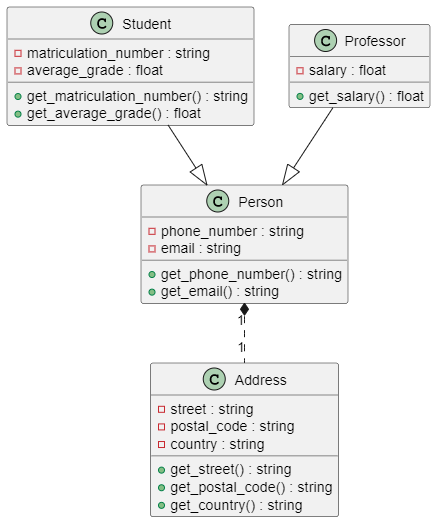 C Student
matriculation_number : string
average_grade : float
get_matriculation_number() : string
get_average_grade() : float
C Professor
salary : float
get_salary() : float
C Person
phone_number : string
email : string
get_phone_number() : string
get_email() : string
1
1
C Address
street : string
postal_code : string
country : string
get_street() : string
get_postal_code() : string
get_country() : string